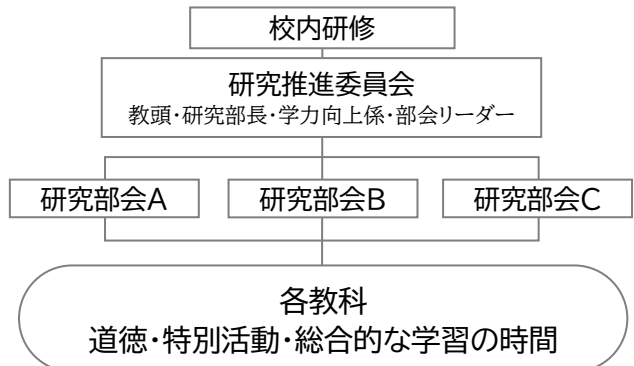 校内研修
研究推進委員会
教頭・研究部長・学力向上係・部会リーダー
研究部会A
研究部会B
研究部会C
各教科
道徳・特別活動・総合的な学習の時間